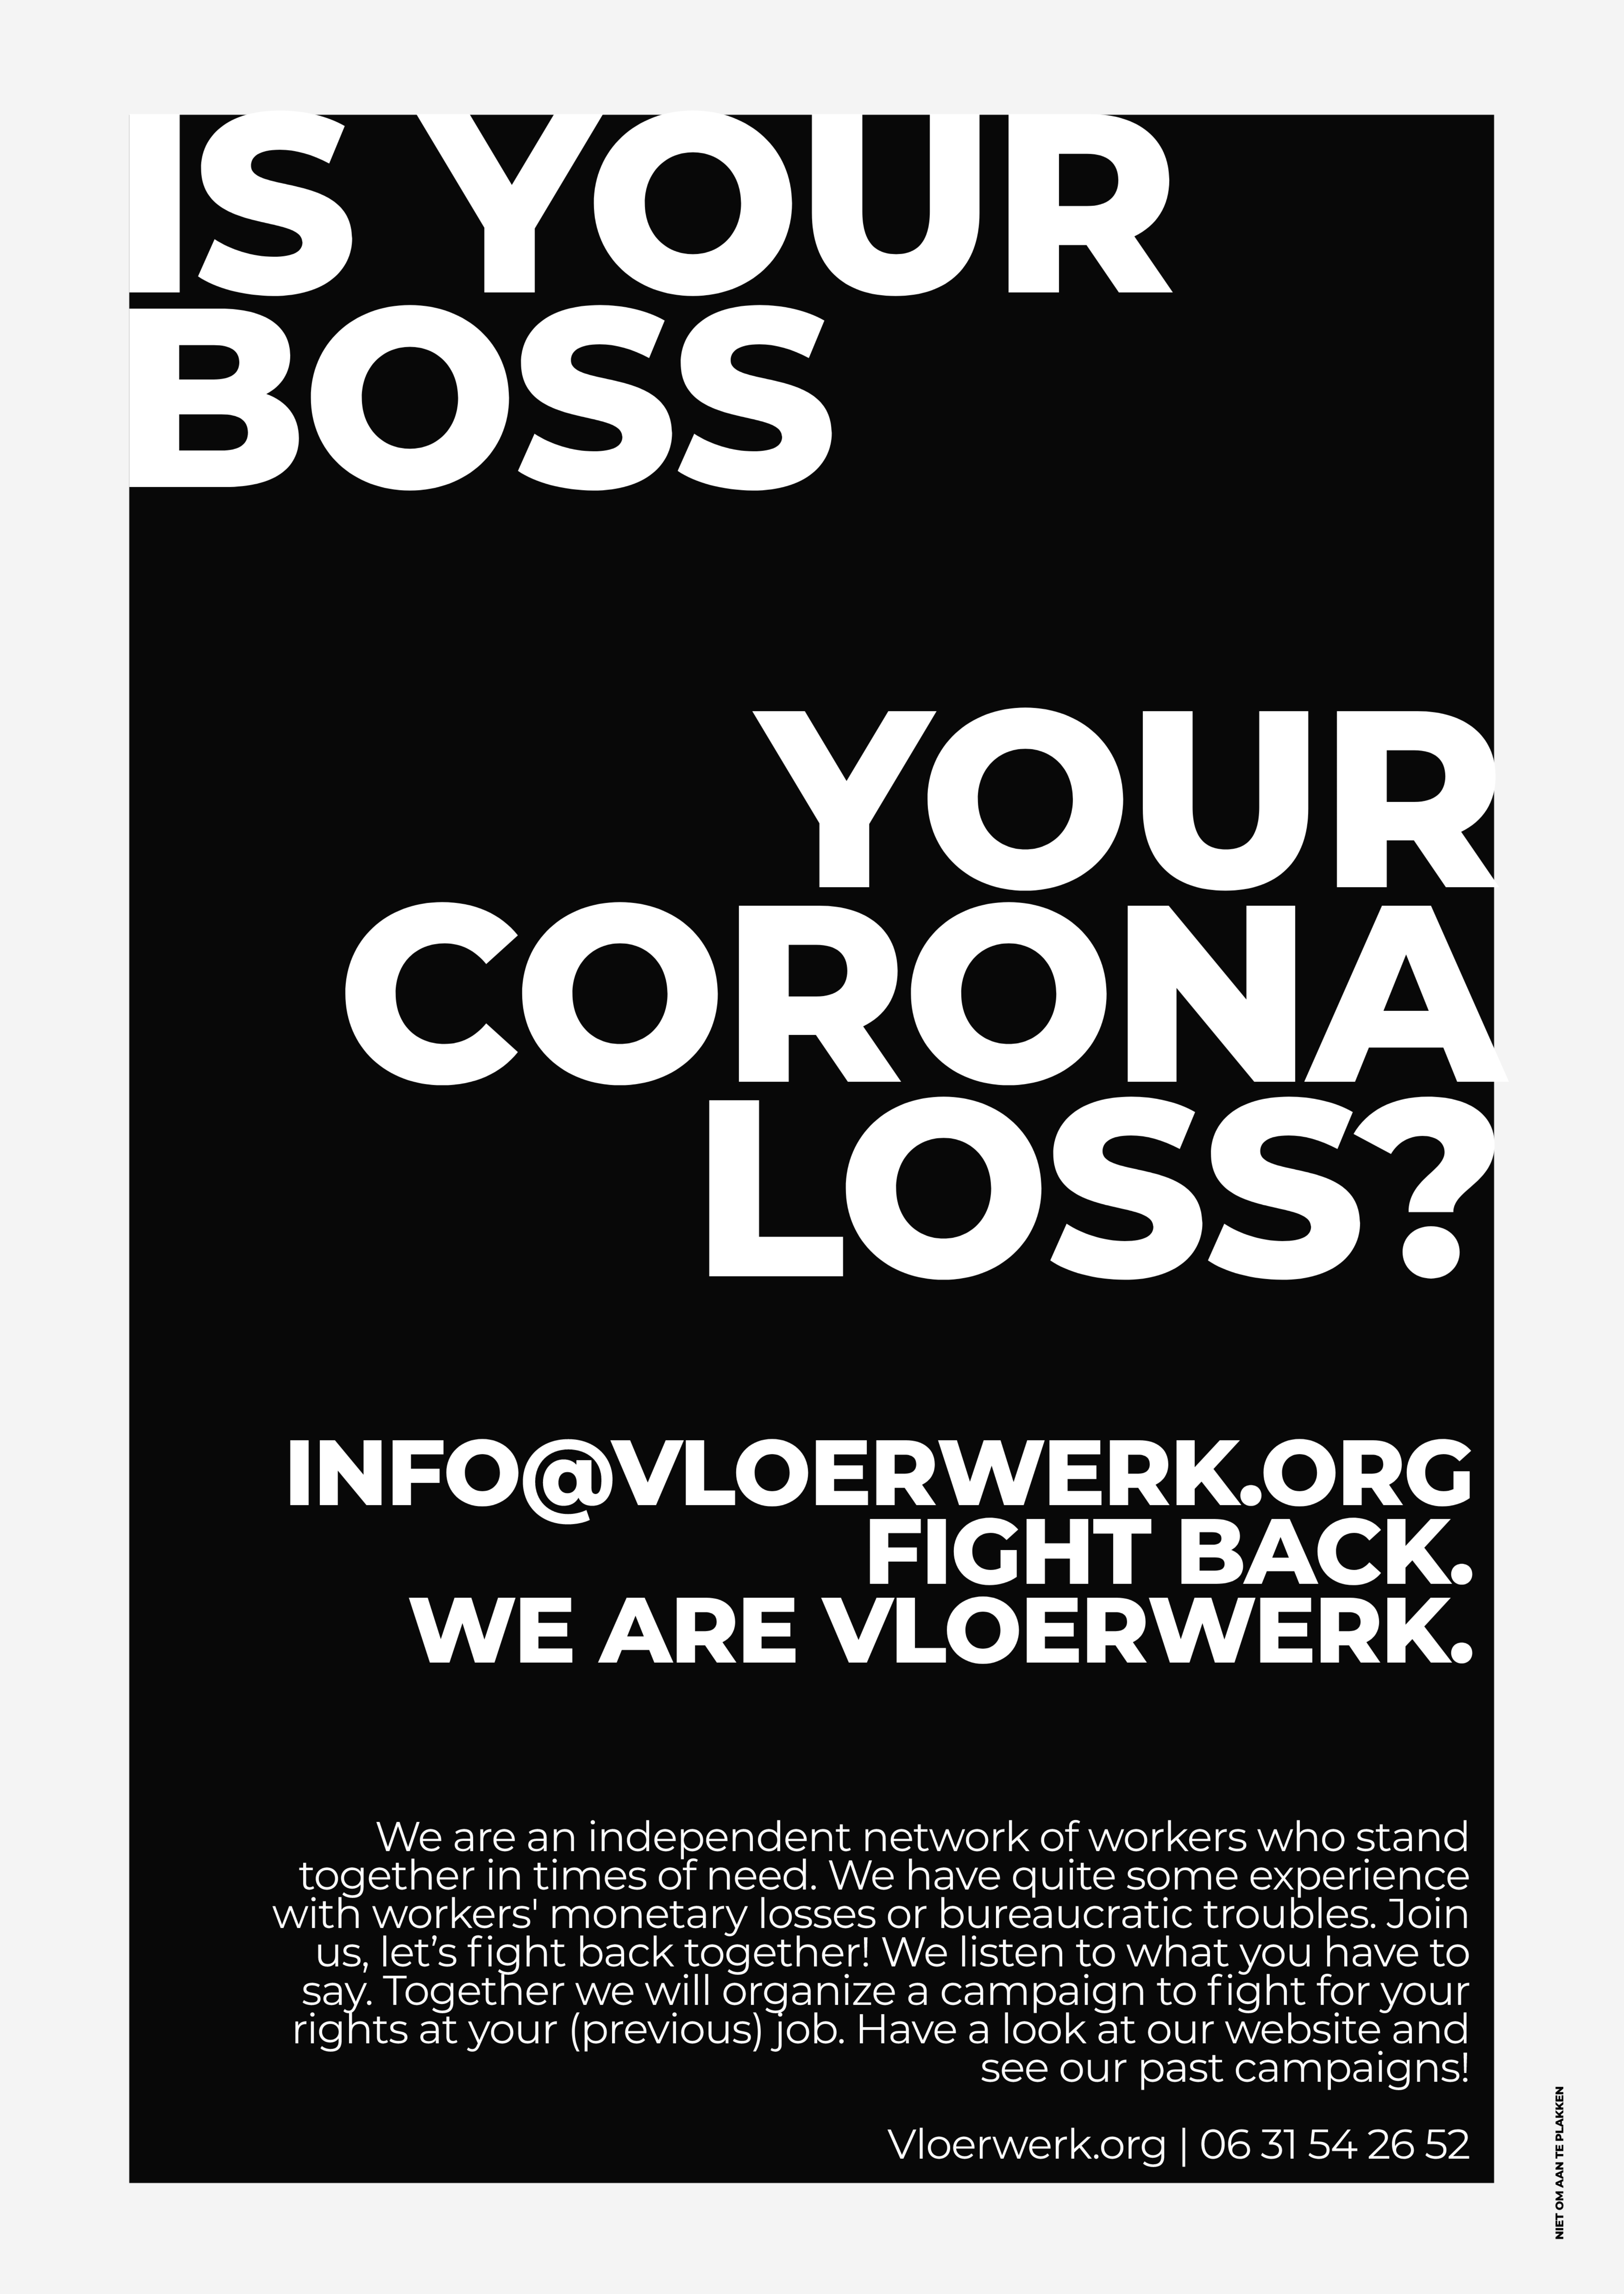 IS YOUR
BOSS
YOUR
CORONA
LOSS?
INFO@VLOERWERK.ORG
FIGHT BACK.
WE ARE VLOERWERK.
We are an independent network of workers who stand
together in times of need. We have quite some experience
with workers' monetary losses or bureaucratic troubles. Join
us, let’s fight back together! We listen to what you have to
say. Together we will organize a campaign to fight for your
rights at your (previous) job. Have a look at our website and
see our past campaigns!
Vloerwerk.org | 06 31 54 26 52
NIET OM AAN TE PLAKKEN